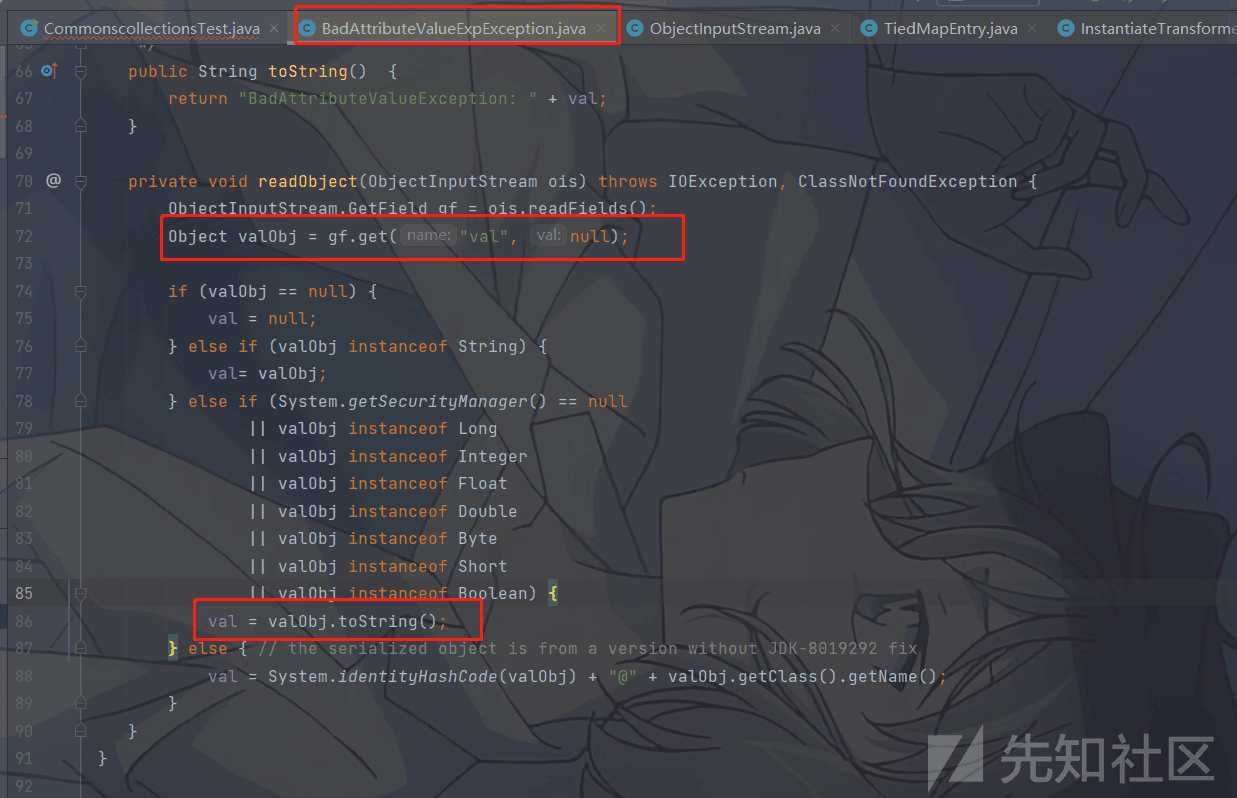 CommonscollectionsTest.java BadAttributeValueExpException.java ObjectInputStream.java TiedMapEntry.java InstantiateTransforme
65 */
66 public String toString() {
67 return "BadAttributeValueException: " + val;
68 }
69
70 @ private void readObject(ObjectInputStream ois) throws IOException, ClassNotFoundException {
71 ObjectInputStream.GetField gf = ois.readFields();
72 Object valObj = gf.get( name: "val", val: null);
73
74 if (valObj == null) {
75 val = null;
76 } else if (valObj instanceof String) {
77 val= valObj;
78 } else if (System.getSecurityManager() == null
79 || valObj instanceof Long
80 || valObj instanceof Integer
81 || valObj instanceof Float
82 || valObj instanceof Double
83 || valObj instanceof Byte
84 || valObj instanceof Short
85 || valObj instanceof Boolean) {
86 val = valObj.toString();
87 } else { // the serialized object is from a version without JDK-8019292 fix
88 val = System.identityHashCode(valObj) + "@" + valObj.getClass().getName();
89 }
90 }
91 }
92
先知社区